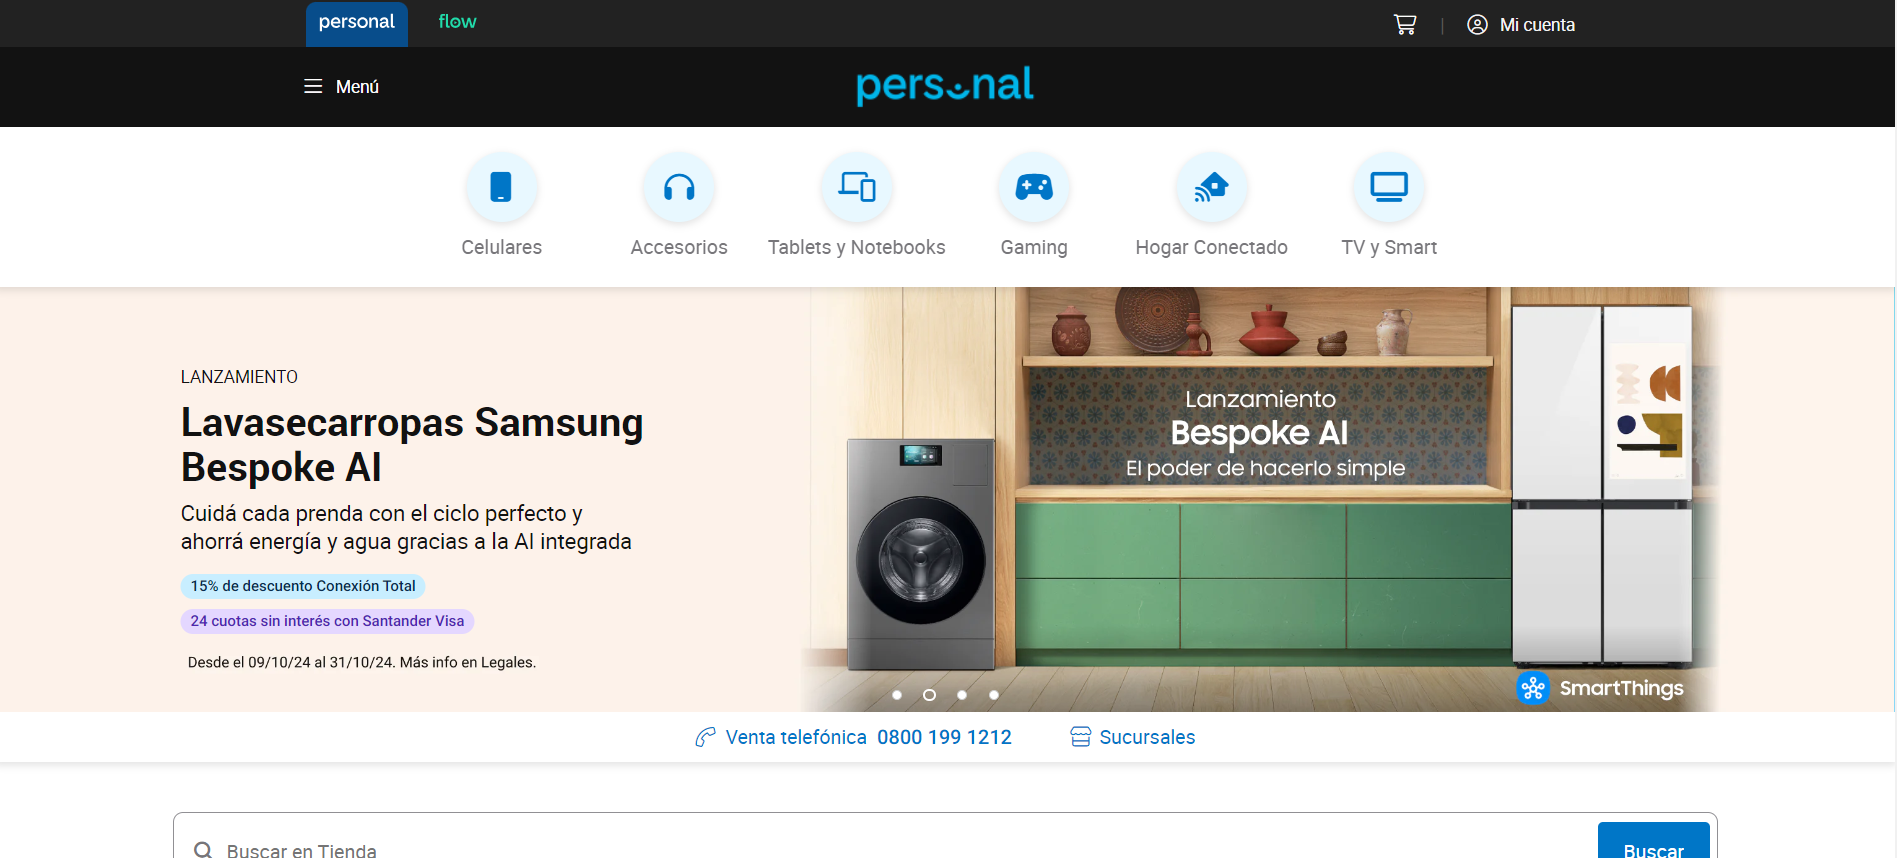 personal
flow
Mi cuenta
Menú
personal
Celulares
Accesorios
Tablets y Notebooks
Gaming
Hogar Conectado
TV y Smart
LANZAMIENTO
Lavasecarropas Samsung
Bespoke AI
Cuidá cada prenda con el ciclo perfecto y
ahorrá energía y agua gracias a la AI integrada
15% de descuento Conexión Total
24 cuotas sin interés con Santander Visa
Desde el 09/10/24 al 31/10/24. Más info en Legales.
Lanzamiento
Bespoke AI
El poder de hacerlo simple
SmartThings
Venta telefónica 0800 199 1212
Sucursales
Buscar en Tienda
Buscar